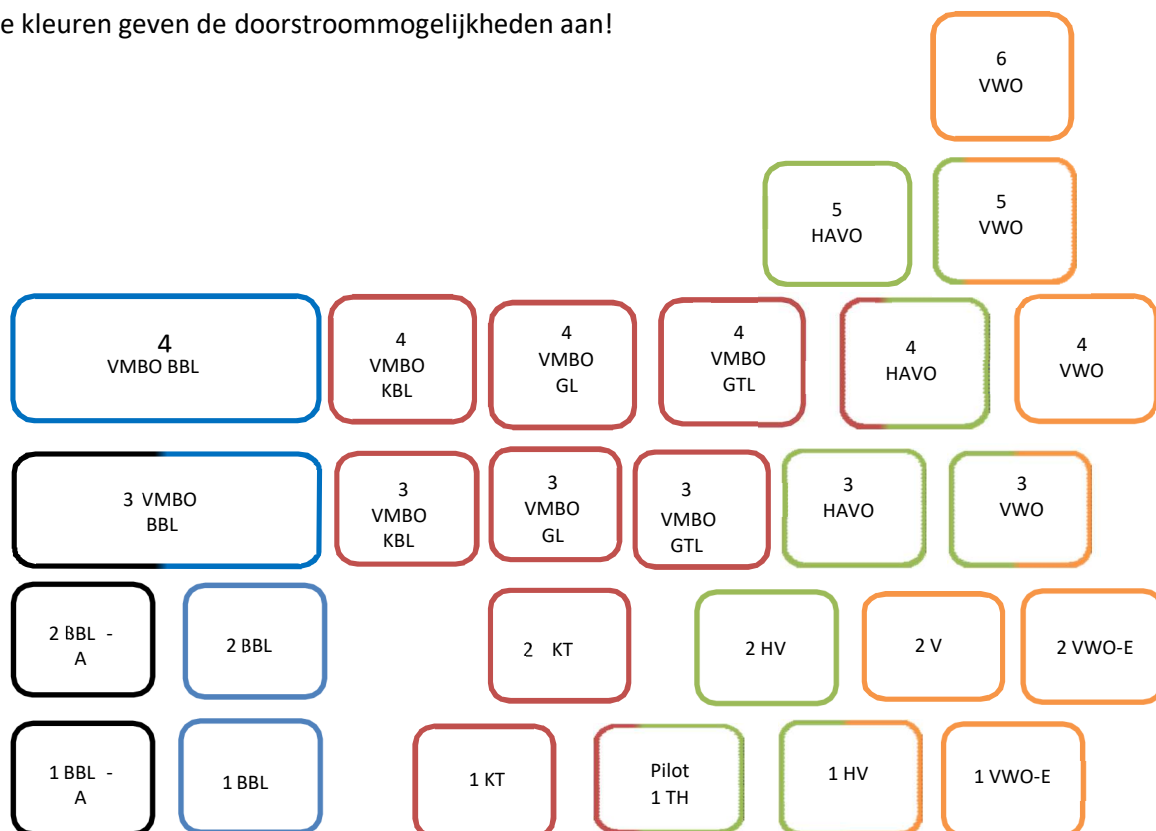 e kleuren geven de doorstroommogelijkheden aan!
6
VWO
5
HAVO
5
VWO
4
VMBO BBL
4
VMBO
KBL
4
VMBO
GL
4
VMBO
GTL
4
HAVO
4
VWO
3 VMBO
BBL
3
VMBO
KBL
3
VMBO
GL
3
VMBO
GTL
3
HAVO
3
VWO
2 BBL -
A
2 BBL
2 KT
2 HV
2 V
2 VWO-E
1 BBL -
A
1 BBL
1 KT
Pilot
1 TH
1 HV
1 VWO-E